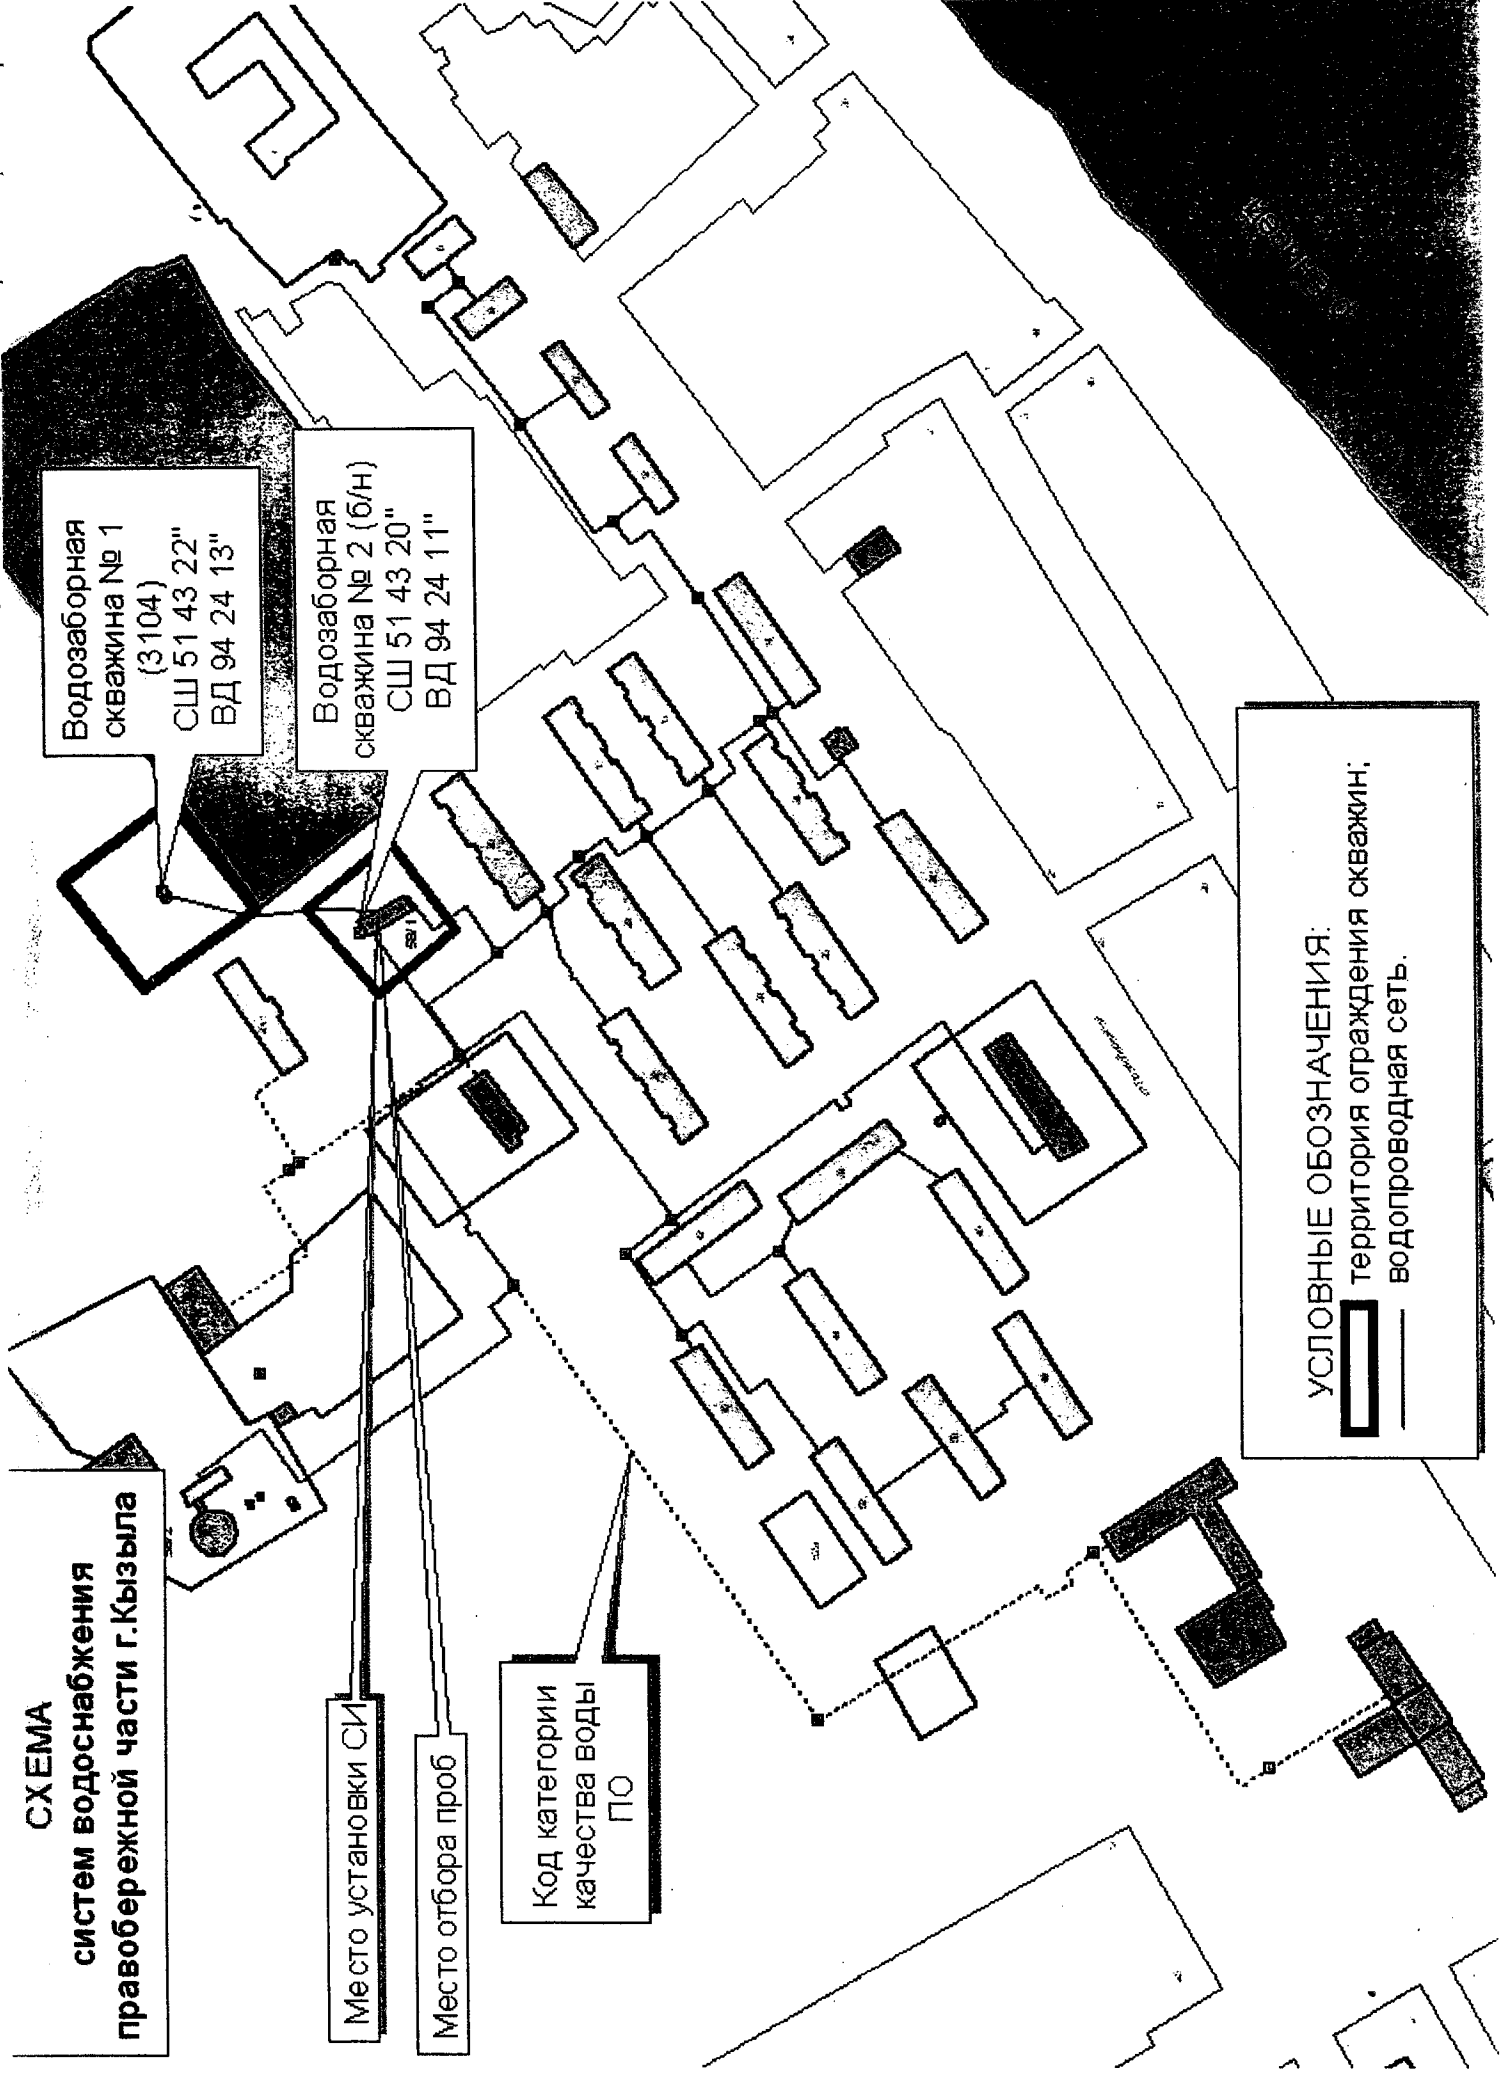 СХЕМА
систем водоснабжения
правобережной части г.Кызыла
Водозаборная
скважина № 1
(3104)
СШ 51 43 22"
ВД 94 24 13"
Водозаборная
скважина № 2 (б/н)
СШ 51 43 20"
ВД 94 24 11"
Место установки СИ
Место отбора проб
Код категории
качества воды
ПО
УСЛОВНЫЕ ОБОЗНАЧЕНИЯ:
территория ограждения скважин;
водопроводная сеть.